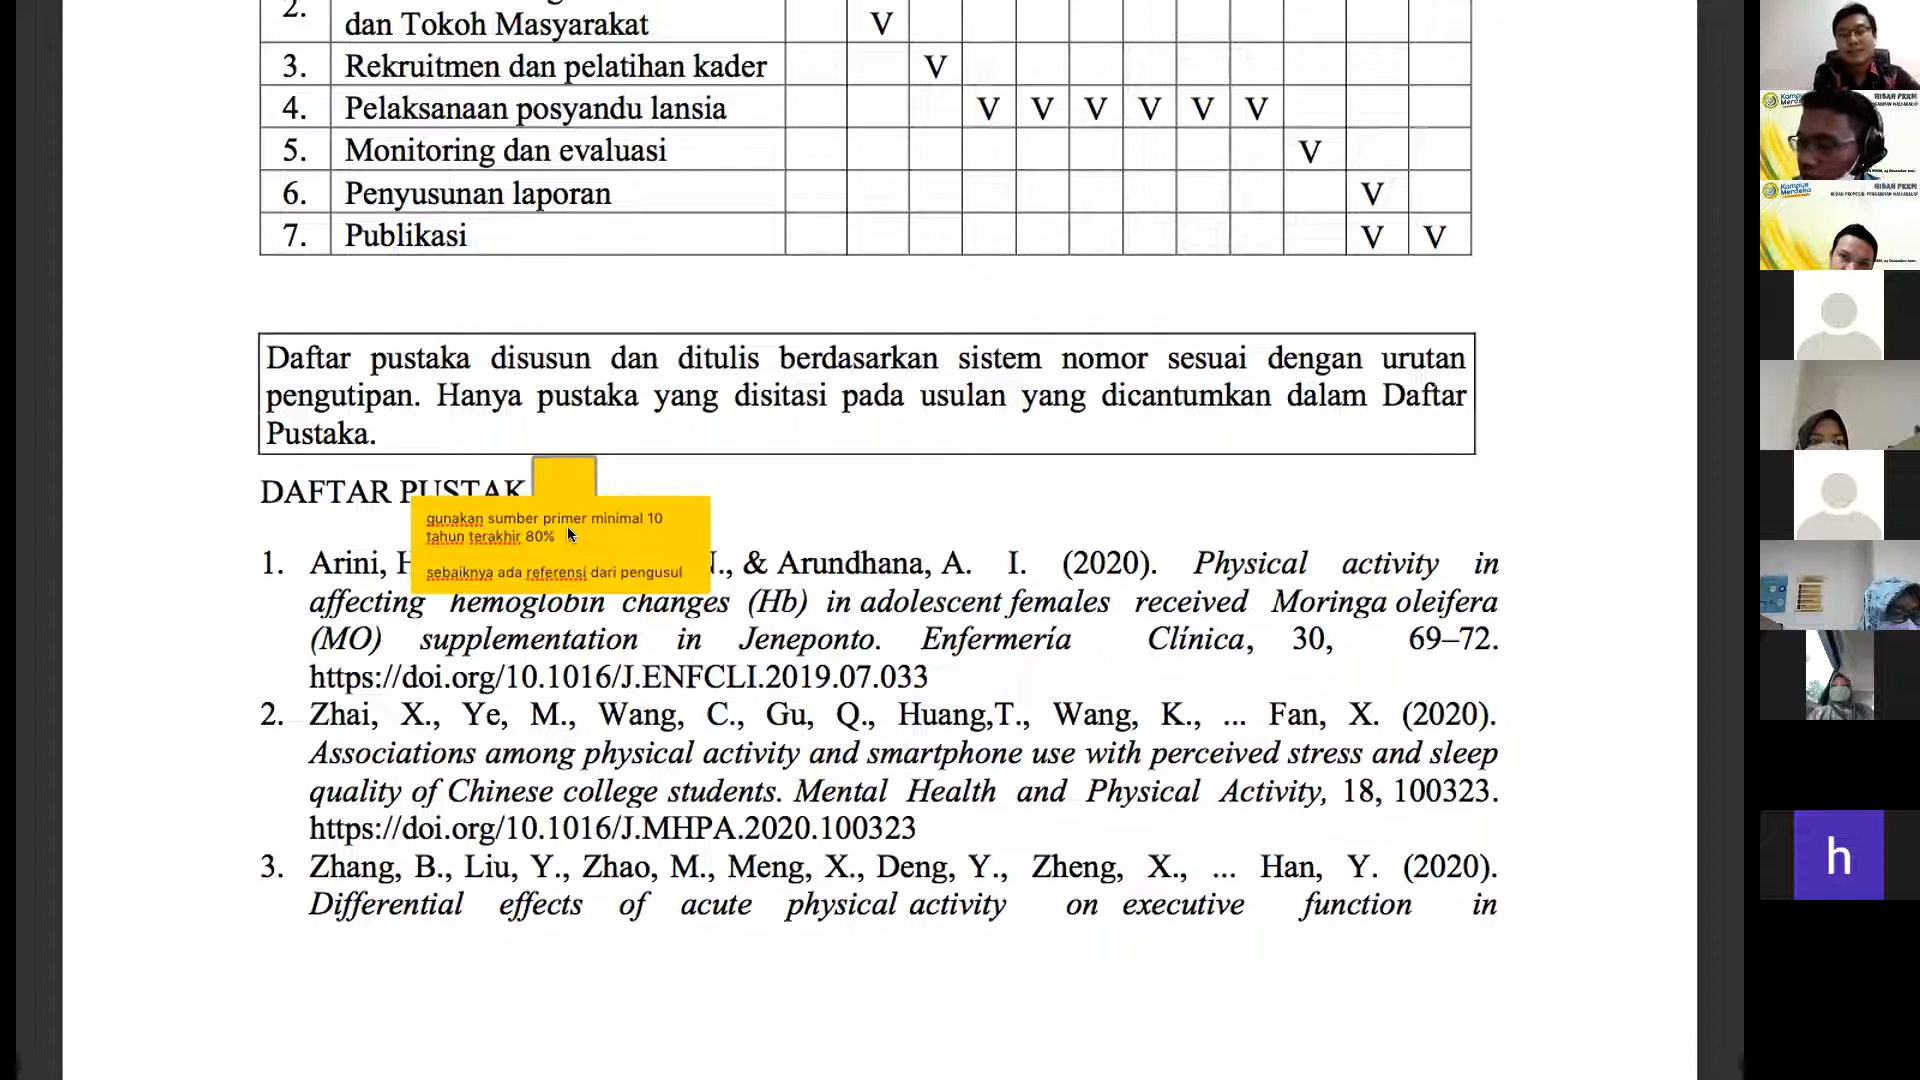 2.
dan Tokoh Masyarakat V
3. Rekruitmen dan pelatihan kader V
4. Pelaksanaan posyandu lansia V V V V V V
5. Monitoring dan evaluasi V
6. Penyusunan laporan V
7. Publikasi V V
Daftar pustaka disusun dan ditulis berdasarkan sistem nomor sesuai dengan urutan
pengutipan. Hanya pustaka yang disitasi pada usulan yang dicantumkan dalam Daftar
Pustaka.
DAFTAR PUSTAK
gunakan sumber primer minimal 10
tahun terakhir 80%
sebaiknya ada referensi dari pengusul
1. Arini, & Arundhana, A. I. (2020). Physical activity in
affecting hemoglobin changes (Hb) in adolescent females received Moringa oleifera
(MO) supplementation in Jeneponto. Enfermería Clínica, 30, 69–72.
https://doi.org/10.1016/J.ENFCLI.2019.07.033
2. Zhai, X., Ye, M., Wang, C., Gu, Q., Huang,T., Wang, K., ... Fan, X. (2020).
Associations among physical activity and smartphone use with perceived stress and sleep
quality of Chinese college students. Mental Health and Physical Activity, 18, 100323.
https://doi.org/10.1016/J.MHPA.2020.100323
3. Zhang, B., Liu, Y., Zhao, M., Meng, X., Deng, Y., Zheng, X., ... Han, Y. (2020).
Differential effects of acute physical activity on executive function in
HIBAH PKKM
Kampus
Merdeka
HIBAH PKKM
h